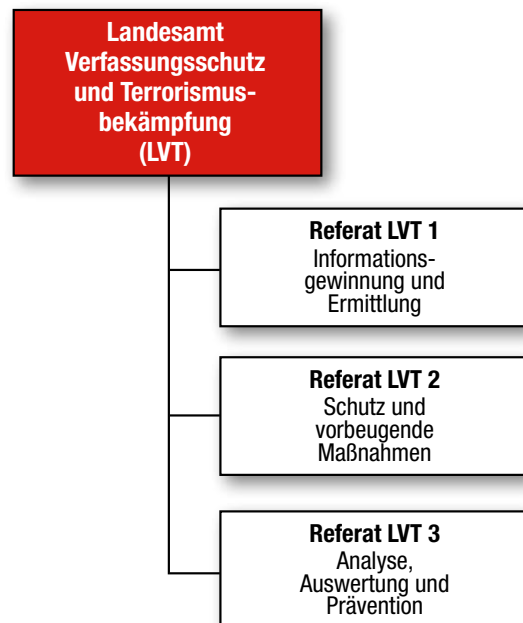 Landesamt
Verfassungsschutz
und Terrorismus-
bekämpfung
(LVT)
Referat LVT 1
Informations-
gewinnung und
Ermittlung
Referat LVT 2
Schutz und
vorbeugende
Maßnahmen
Referat LVT 3
Analyse,
Auswertung und
Prävention